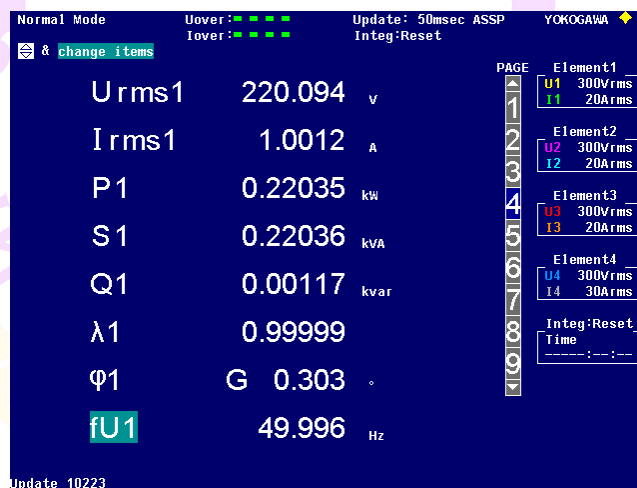 Normal Mode Uover: Update: 50msec ASSP YOKOGAWA
Iover: Integ:Reset
& change items
PAGE
Urms1 220.094 V
Irms1 1.0012 A
P1 0.22035 kW
S1 0.22036 kVA
Q1 0.00117 kvar
λ1 0.99999
φ1 G 0.303 °
fU1 49.996 Hz
1
2
3
4
5
6
7
8
9
Element1
U1 300Vrms
I1 20Arms
Element2
U2 300Vrms
I2 20Arms
Element3
U3 300Vrms
I3 20Arms
Element4
U4 300Vrms
I4 30Arms
Integ:Reset
Time
-----:--:--
Update 10223